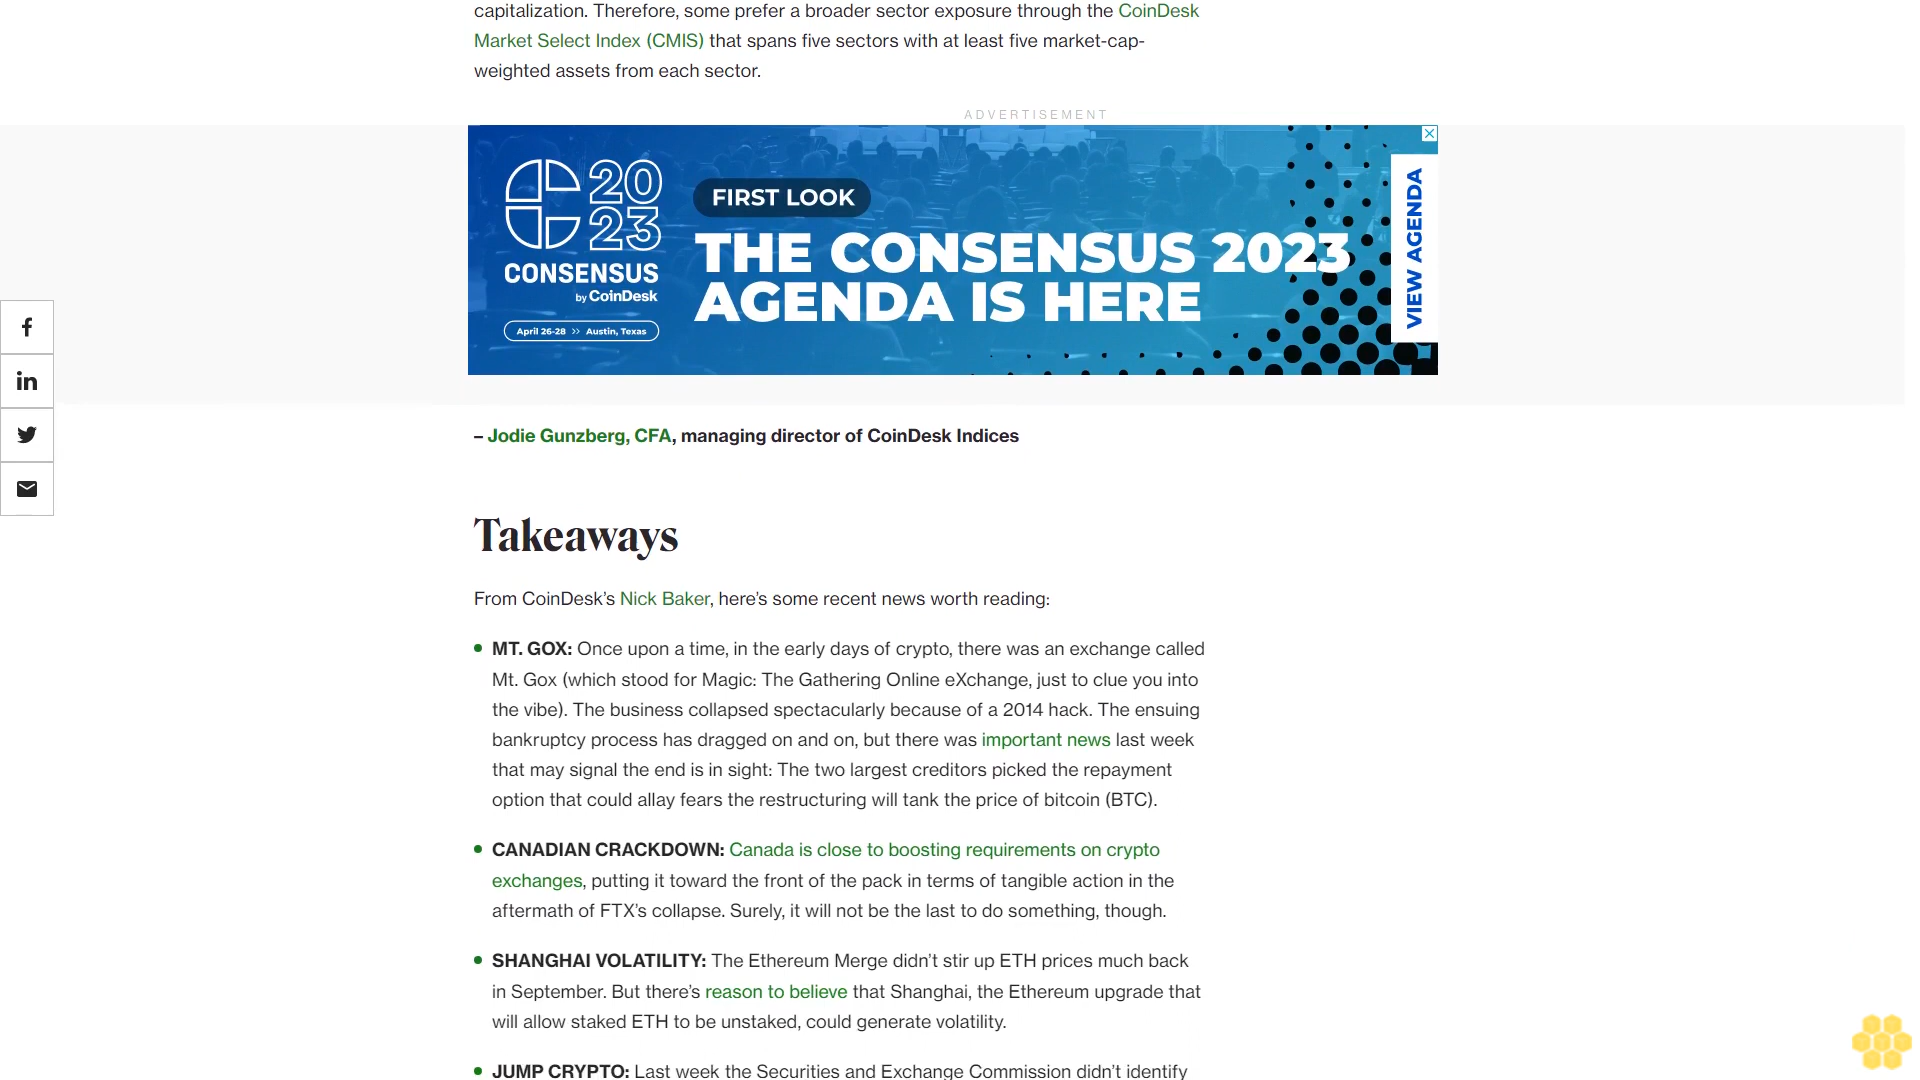 capitalization. Therefore, some prefer a broader sector exposure through the CoinDesk
Market Select Index (CMIS) that spans five sectors with at least five market-cap-
weighted assets from each sector.
ADVERTISEMENT
2023
CONSENSUS
by CoinDesk
April 26-28 >> Austin, Texas
FIRST LOOK
THE CONSENSUS 2023
AGENDA IS HERE
VIEW AGENDA
– Jodie Gunzberg, CFA, managing director of CoinDesk Indices
Takeaways
From CoinDesk’s Nick Baker, here’s some recent news worth reading:
MT. GOX: Once upon a time, in the early days of crypto, there was an exchange called
Mt. Gox (which stood for Magic: The Gathering Online eXchange, just to clue you into
the vibe). The business collapsed spectacularly because of a 2014 hack. The ensuing
bankruptcy process has dragged on and on, but there was important news last week
that may signal the end is in sight: The two largest creditors picked the repayment
option that could allay fears the restructuring will tank the price of bitcoin (BTC).
CANADIAN CRACKDOWN: Canada is close to boosting requirements on crypto
exchanges, putting it toward the front of the pack in terms of tangible action in the
aftermath of FTX’s collapse. Surely, it will not be the last to do something, though.
SHANGHAI VOLATILITY: The Ethereum Merge didn’t stir up ETH prices much back
in September. But there’s reason to believe that Shanghai, the Ethereum upgrade that
will allow staked ETH to be unstaked, could generate volatility.
JUMP CRYPTO: Last week the Securities and Exchange Commission didn’t identify